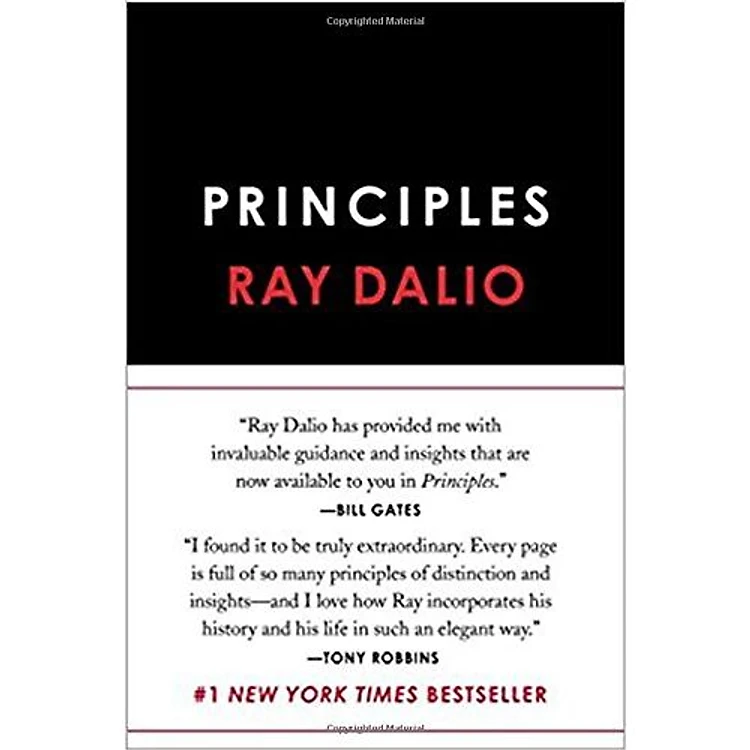 Copyrighted Material
PRINCIPLES
RAY DALIO
“Ray Dalio has provided me with
invaluable guidance and insights that are
now available to you in Principles.”
—BILL GATES
“I found it to be truly extraordinary. Every page
is full of so many principles of distinction and
insights—and I love how Ray incorporates his
history and his life in such an elegant way.”
—TONY ROBBINS
#1 NEW YORK TIMES BESTSELLER
Copyrighted Material